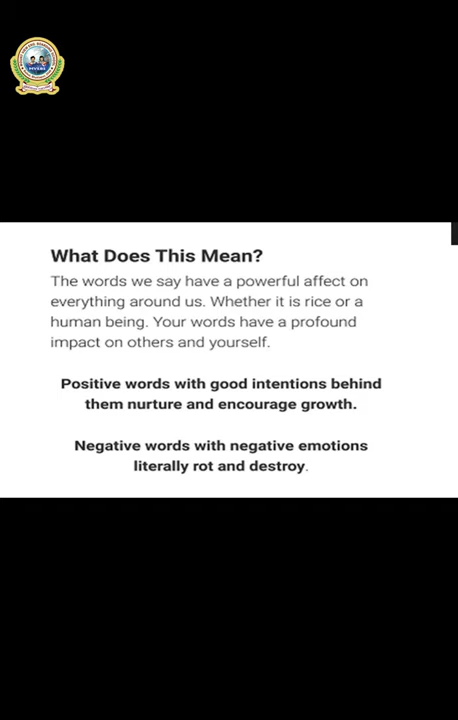 What Does This Mean?
The words we say have a powerful affect on
everything around us. Whether it is rice or a
human being. Your words have a profound
impact on others and yourself.
Positive words with good intentions behind
them nurture and encourage growth.
Negative words with negative emotions
literally rot and destroy.